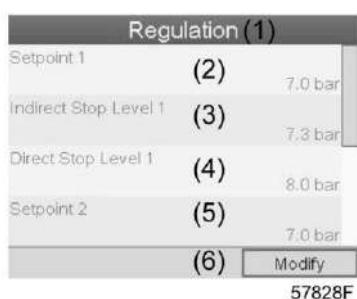 Regulation (1)
Setpoint 1
(2)
7.0 bar
Indirect Stop Level 1
(3)
7.3 bar
Direct Stop Level 1
(4)
8.0 bar
Setpoint 2
(5)
7.0 bar
(6) Modify
57828F